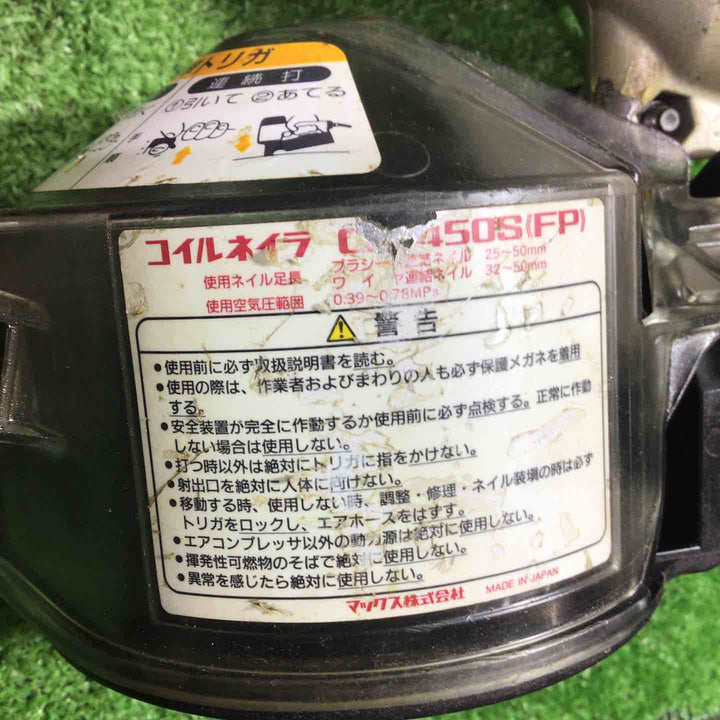 トリガ
連続打
①引いて ②あてる
コイルネイラ 450S(FP)
使用ネイル足長 プラシート連結ネイル 25~50mm
ワイヤ連結ネイル 32~50mm
使用空気圧範囲 0.39~0.78MPa
警告
●使用前に必ず取扱説明書を読む。
●使用の際は、作業者およびまわりの人も必ず保護メガネを着用
する。
●安全装置が完全に作動するか使用前に必ず点検する。正常に作動
しない場合は使用しない。
●打つ時以外は絶対にトリガに指をかけない。
●射出口を絶対に人体に向けない。
●移動する時、使用しない時、調整・修理・ネイル装填の時は必ず
トリガをロックし、エアホースをはずす。
●エアコンプレッサ以外の動力源は絶対に使用しない。
●揮発性可燃物のそばで絶対に使用しない。
●異常を感じたら絶対に使用しない。
マックス株式会社 MADE IN JAPAN